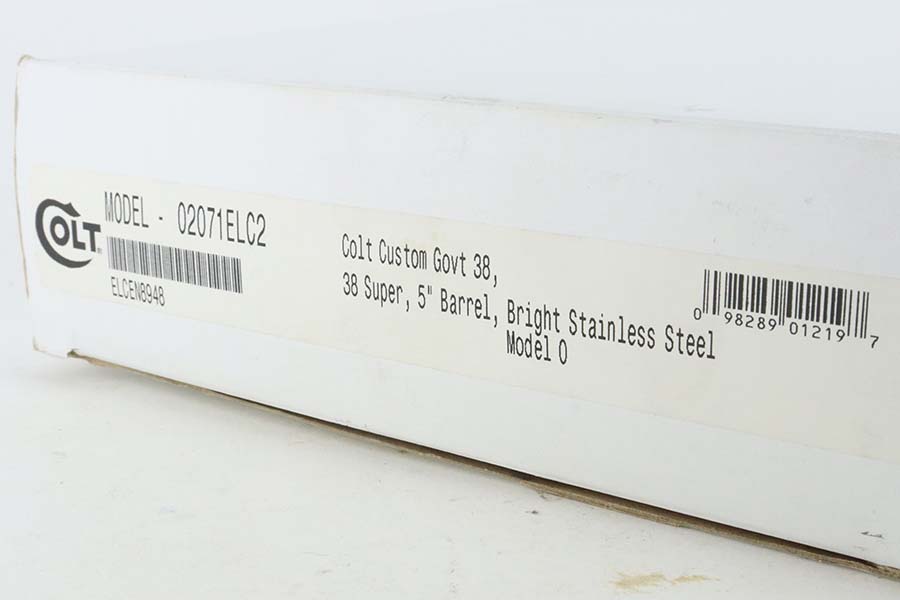 COLT
MODEL - 02071ELC2
ELCEN8948
Colt Custom Govt 38,
38 Super, 5" Barrel, Bright Stainless Steel
Model O
0 98289 01219 7